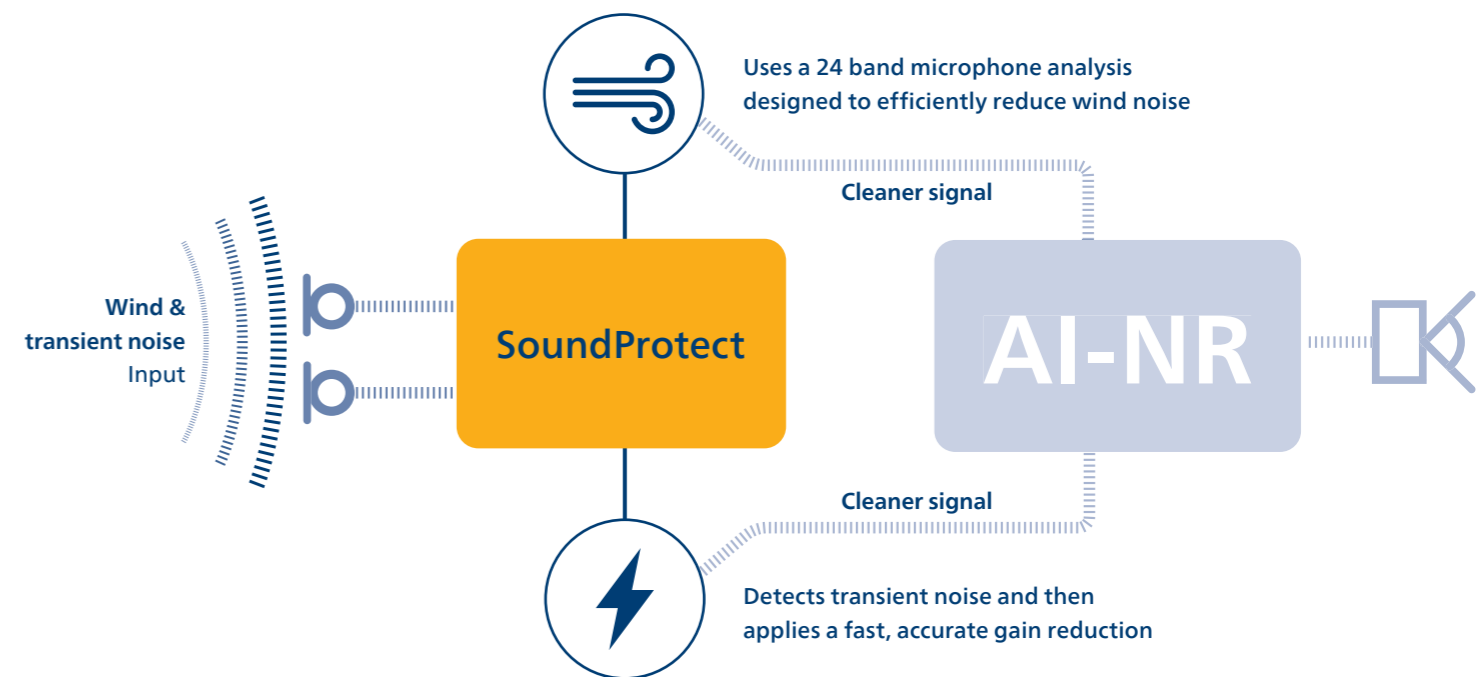 Uses a 24 band microphone analysis
designed to efficiently reduce wind noise
Cleaner signal
Wind &
transient noise
Input
SoundProtect
AI-NR
Cleaner signal
Detects transient noise and then
applies a fast, accurate gain reduction